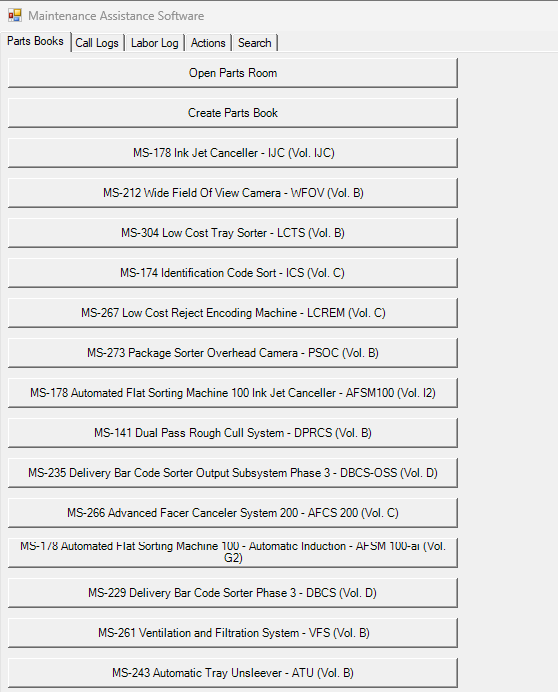 Maintenance Assistance Software
Parts Books Call Logs Labor Log Actions Search
Open Parts Room
Create Parts Book
MS-178 Ink Jet Canceller - IJC (Vol. IJC)
MS-212 Wide Field Of View Camera - WFOV (Vol. B)
MS-304 Low Cost Tray Sorter - LCTS (Vol. B)
MS-174 Identification Code Sort - ICS (Vol. C)
MS-267 Low Cost Reject Encoding Machine - LCREM (Vol. C)
MS-273 Package Sorter Overhead Camera - PSOC (Vol. B)
MS-178 Automated Flat Sorting Machine 100 Ink Jet Canceller - AFSM100 (Vol. I2)
MS-141 Dual Pass Rough Cull System - DPRCS (Vol. B)
MS-235 Delivery Bar Code Sorter Output Subsystem Phase 3 - DBCS-OSS (Vol. D)
MS-266 Advanced Facer Canceler System 200 - AFCS 200 (Vol. C)
MS-178 Automated Flat Sorting Machine 100 - Automatic Induction - AFSM 100-ai (Vol.
G2)
MS-229 Delivery Bar Code Sorter Phase 3 - DBCS (Vol. D)
MS-261 Ventilation and Filtration System - VFS (Vol. B)
MS-243 Automatic Tray Unsleever - ATU (Vol. B)